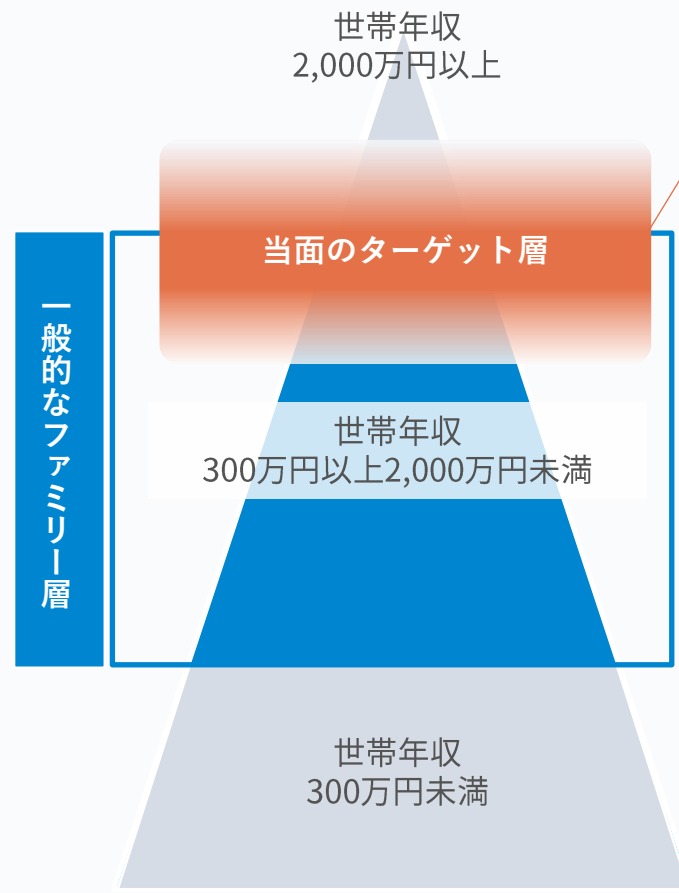 世帯年収
2,000万円以上
当面のターゲット層
一般的なファミリー層
世帯年収
300万円以上2,000万円未満
世帯年収
300万円未満